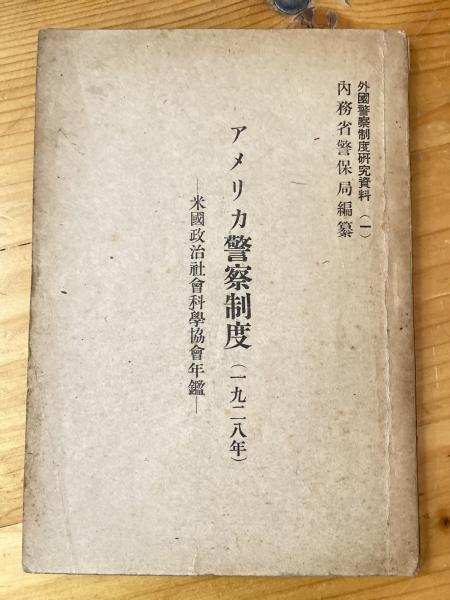 外國警察制度研究資料（一）
內務省警保局編纂
アメリカ警察制度（一九二八年）
—米國政治社會科學協會年鑑—